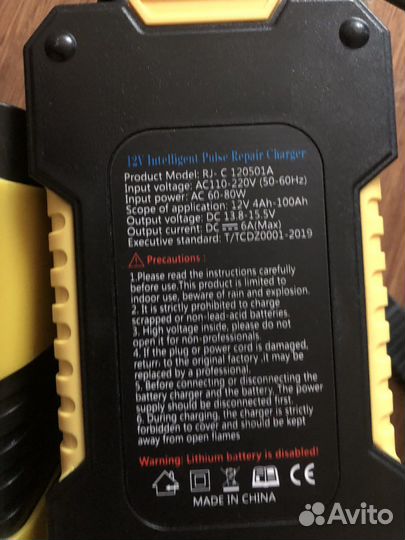 12V Intelligent Pulse Repair Charger
Product Model: RJ- C 120501A
Input voltage: AC110-220V (50-60Hz)
Input power: AC 60-80W
Scope of application: 12V 4Ah-100Ah
Output voltage: DC 13.8-15.5V
Output current: DC 6A(Max)
Executive standard: T/TCDZ0001-2019
Precautions :
1.Please read the instructions carefully
before use.This product is limited to
indoor use, beware of rain and explosion.
2. It is strictly prohibited to charge
scrapped or non-lead-acid batteries.
3. High voltage inside, please do not
open it for non-professionals.
4. If the plug or power cord is damaged,
return. to the original factory .it may be
replaced by a professional.
5. Before connecting or disconnecting the
battery charger and the battery. The power
supply should be disconnected first.
6. During charging, the charger is strictly
forbidden to cover and should be kept
away from open flames
Warning: Lithium battery is disabled!
CE
MADE IN CHINA
Avito